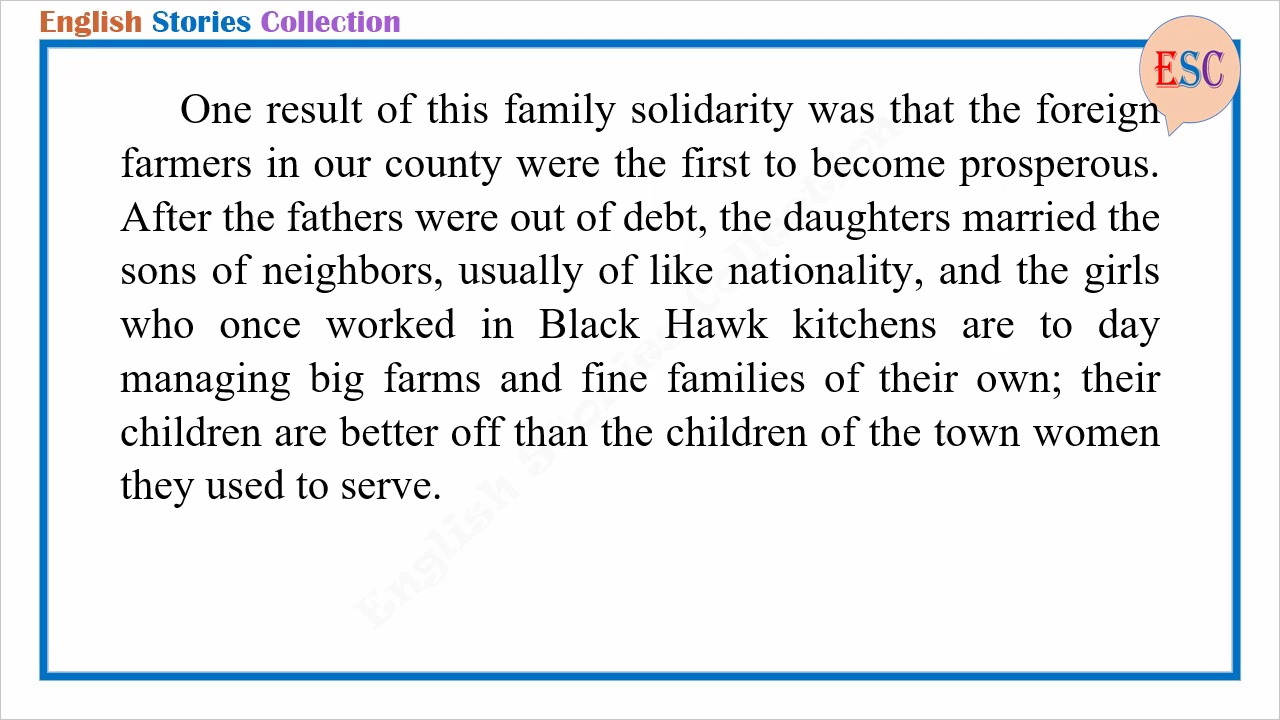 English Stories Collection
ESC
One result of this family solidarity was that the foreign
farmers in our county were the first to become prosperous.
After the fathers were out of debt, the daughters married the
sons of neighbors, usually of like nationality, and the girls
who once worked in Black Hawk kitchens are to day
managing big farms and fine families of their own; their
children are better off than the children of the town women
they used to serve.
English Stories Collection